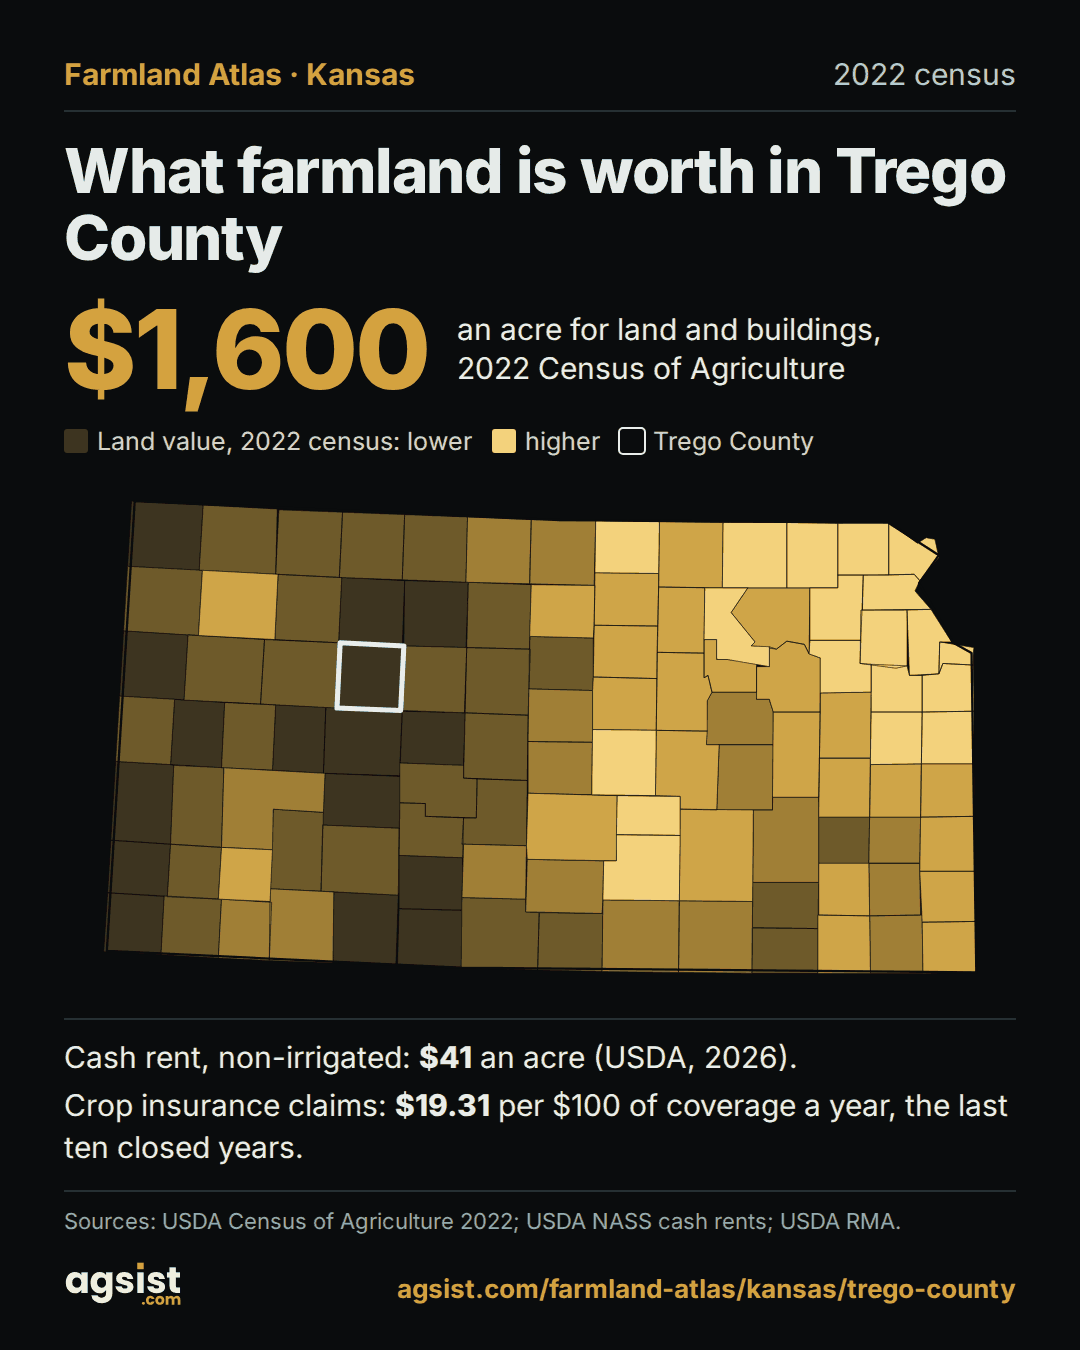 Farmland Atlas · Kansas
2022 census
What farmland is worth in Trego
County
$1,600
an acre for land and buildings,
2022 Census of Agriculture
Land value, 2022 census: lower
higher
Trego County
Cash rent, non-irrigated: $41 an acre (USDA, 2026).
Crop insurance claims: $19.31 per $100 of coverage a year, the last
ten closed years.
Sources: USDA Census of Agriculture 2022; USDA NASS cash rents; USDA RMA.
agsist
.com
agsist.com/farmland-atlas/kansas/trego-county